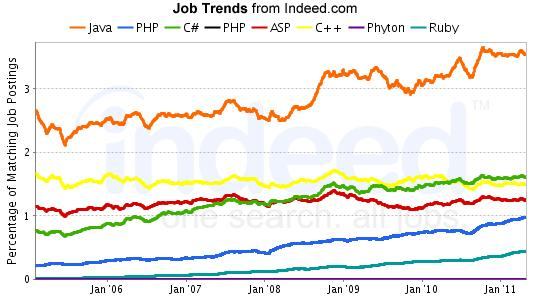 Job Trends from Indeed.com
Java PHP C# PHP ASP C++ Phyton Ruby
Percentage of Matching Job Postings
3
2
1
0
Jan '06 Jan '07 Jan '08 Jan '09 Jan '10 Jan '11
indeed TM
one search. all jobs